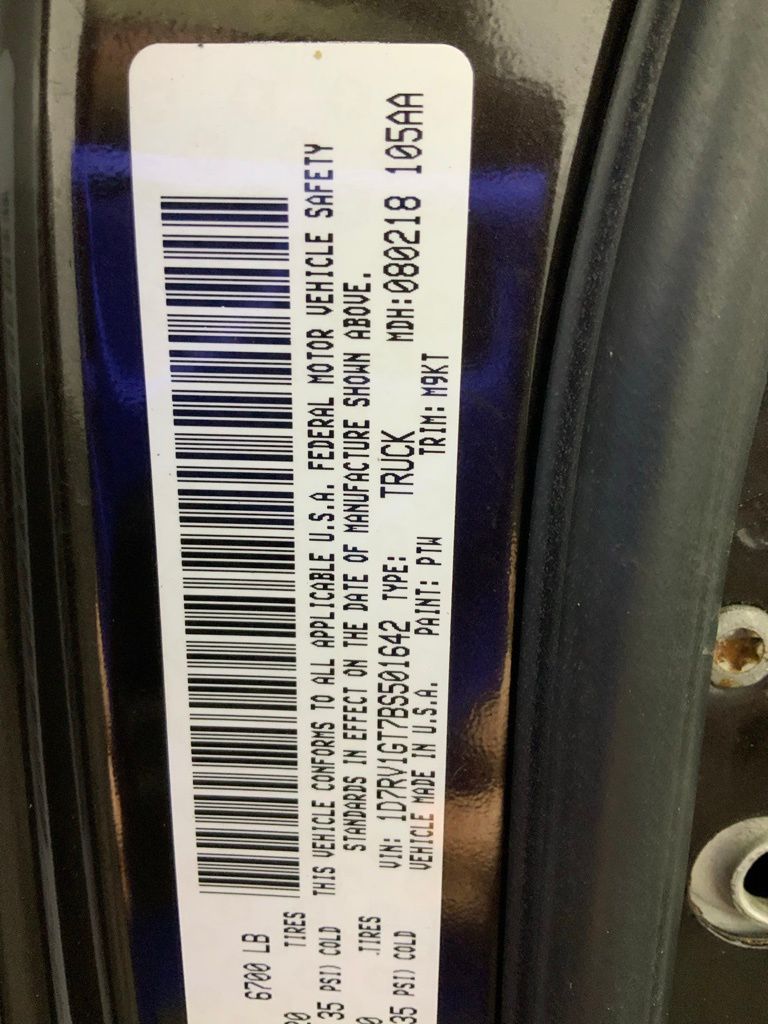 6700 LB
TIRES
20
35 PSI) COLD
.TIRES
0
35 PSI) COLD
THIS VEHICLE CONFORMS TO ALL APPLICABLE U.S.A. FEDERAL MOTOR VEHICLE SAFETY
STANDARDS IN EFFECT ON THE DATE OF MANUFACTURE SHOWN ABOVE.
VIN: 1D7RV1GT7BS501642 TYPE: TRUCK MDH:080218 105AA
VEHICLE MADE IN U.S.A. PAINT: PTW TRIM: M9KT